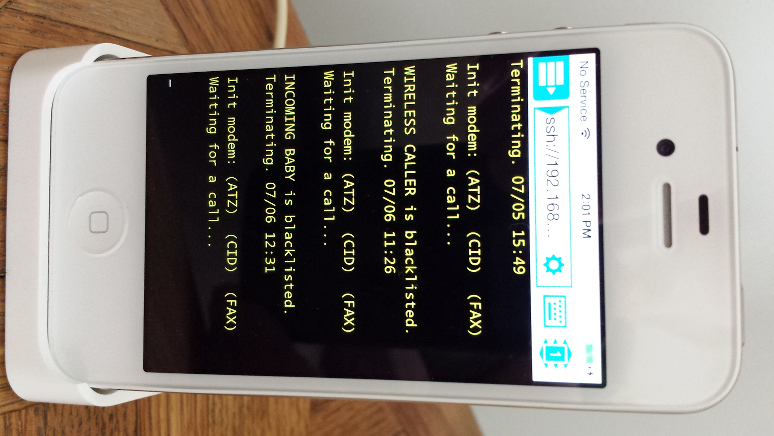 No Service 2:01 PM
ssh://192.168...
1
Terminating. 07/05 15:49
Init modem: (ATZ) (CID) (FAX)
Waiting for a call...
WIRELESS CALLER is blacklisted.
Terminating. 07/06 11:26
Init modem: (ATZ) (CID) (FAX)
Waiting for a call...
INCOMING BABY is blacklisted.
Terminating. 07/06 12:31
Init modem: (ATZ) (CID) (FAX)
Waiting for a call...